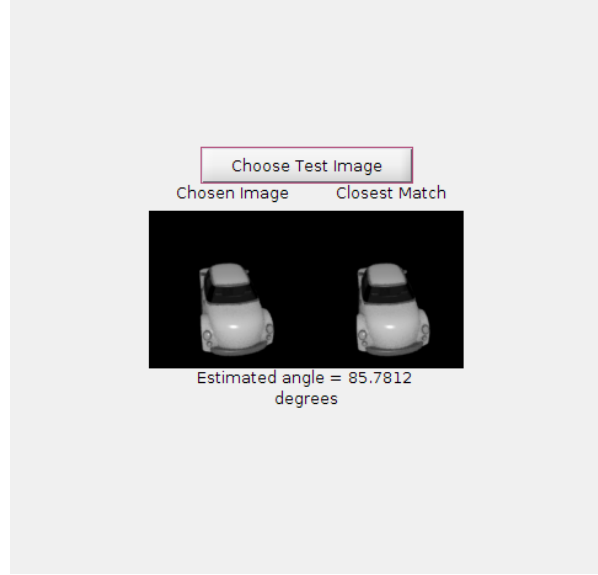 Choose Test Image
Chosen Image Closest Match
Estimated angle = 85.7812
degrees